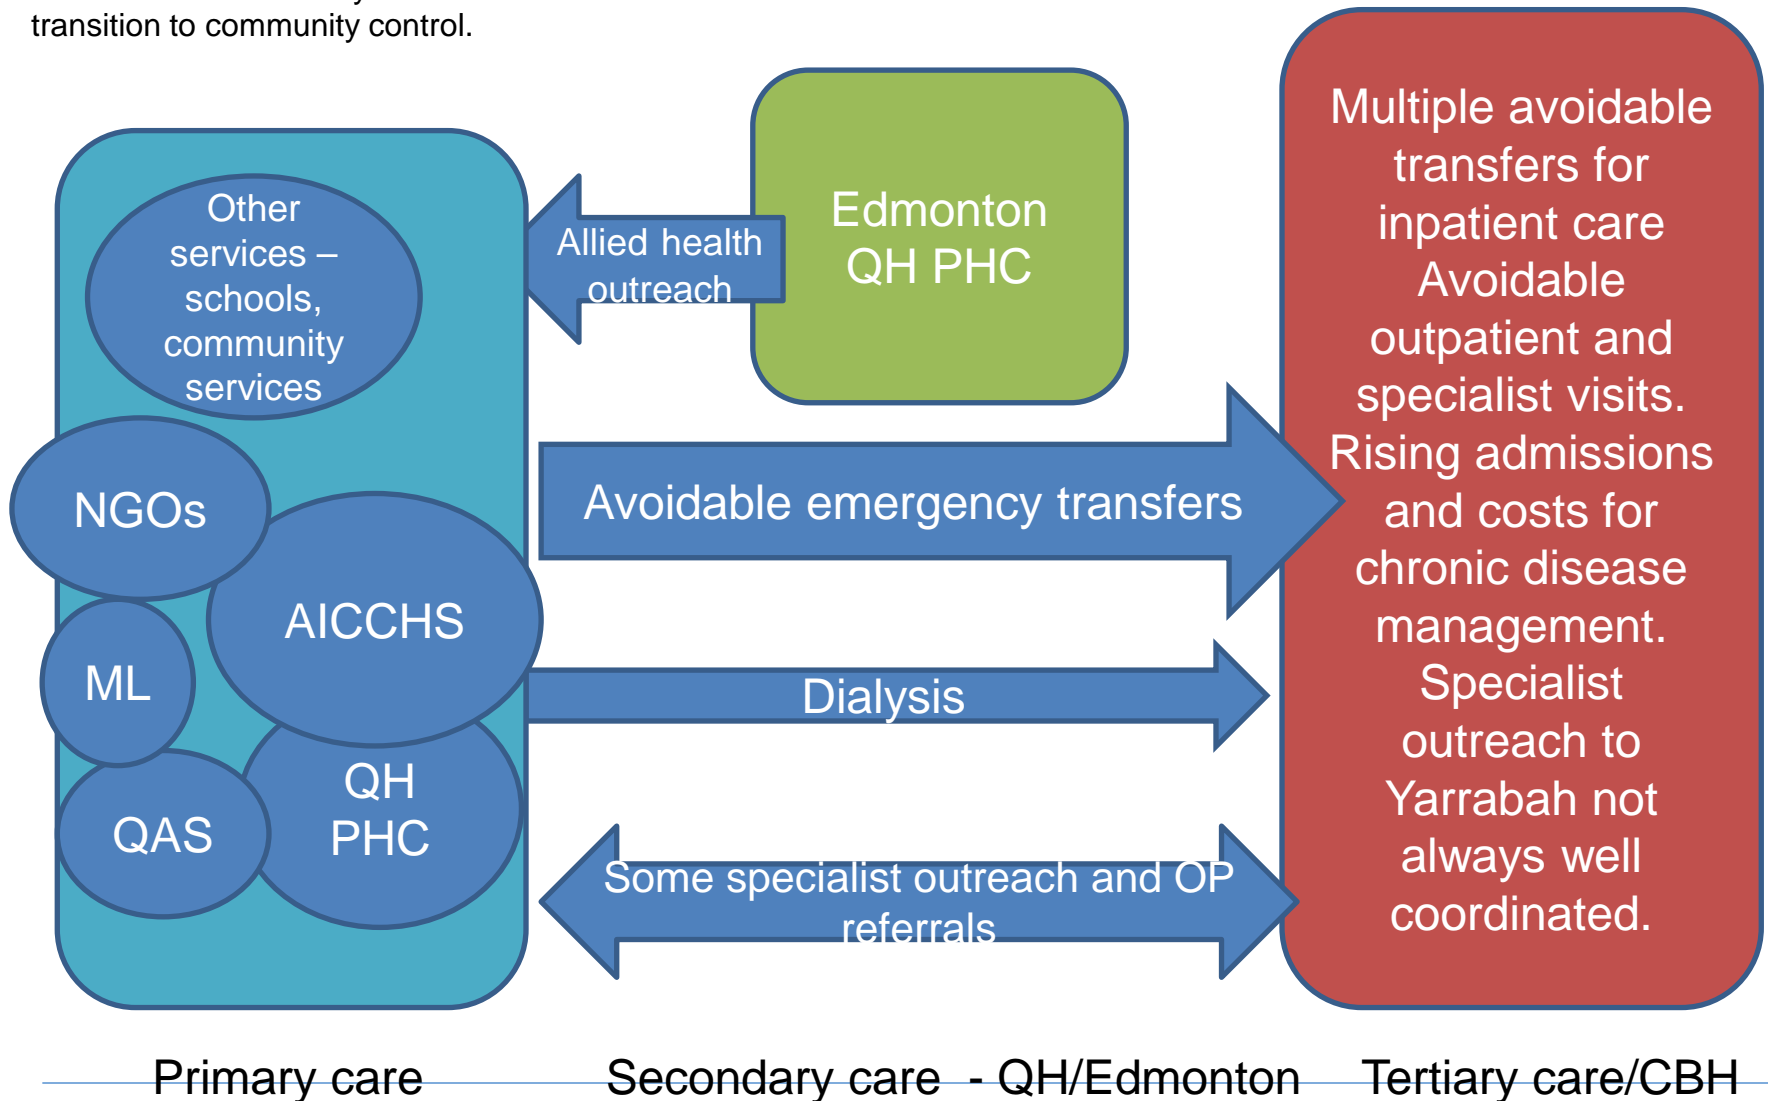 transition to community control.
Other
services –
schools,
community
services
NGOs
AICCHS
ML
QH
PHC
QAS
Allied health
outreach
Edmonton
QH PHC
Avoidable emergency transfers
Dialysis
Some specialist outreach and OP
referrals
Multiple avoidable
transfers for
inpatient care
Avoidable
outpatient and
specialist visits.
Rising admissions
and costs for
chronic disease
management.
Specialist
outreach to
Yarrabah not
always well
coordinated.
Primary care
Secondary care - QH/Edmonton
Tertiary care/CBH